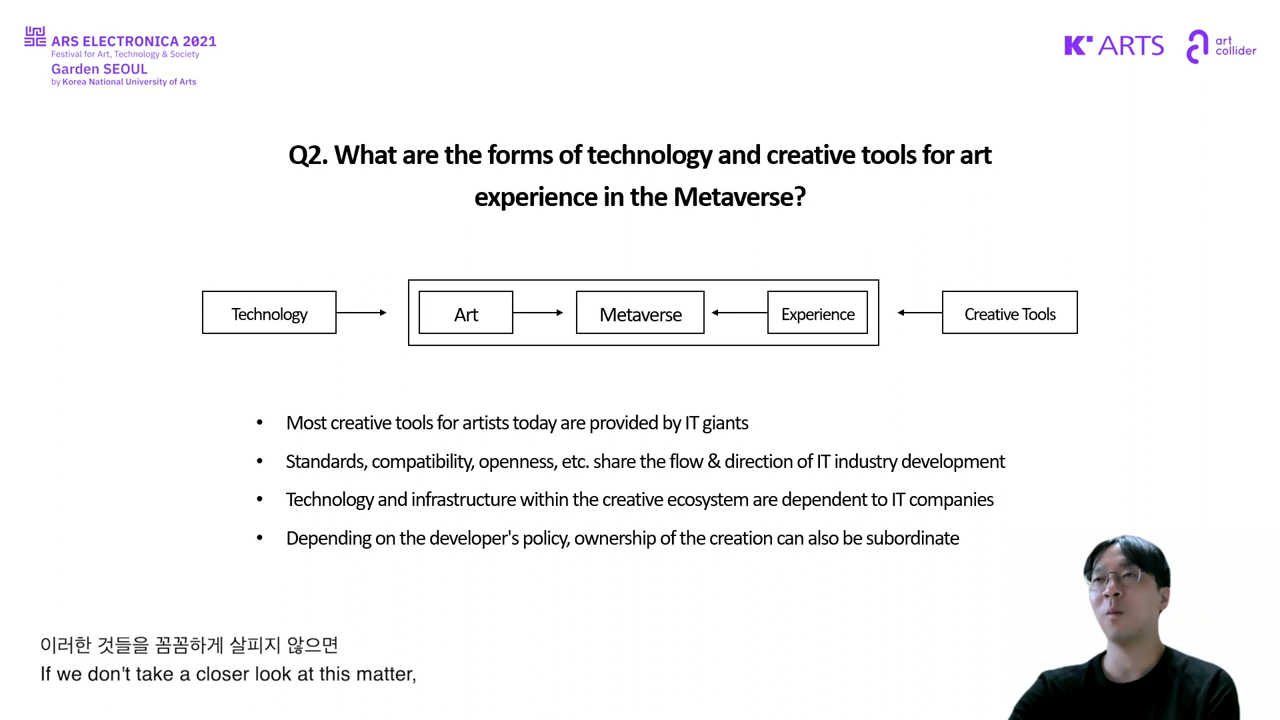 ARS ELECTRONICA 2021
Festival for Art, Technology & Society
Garden SEOUL
by Korea National University of Arts
K ARTS
art
collider
Q2. What are the forms of technology and creative tools for art
experience in the Metaverse?
Technology
Art
Metaverse
Experience
Creative Tools
• Most creative tools for artists today are provided by IT giants
• Standards, compatibility, openness, etc. share the flow & direction of IT industry development
• Technology and infrastructure within the creative ecosystem are dependent to IT companies
• Depending on the developer's policy, ownership of the creation can also be subordinate
이러한 것들을 꼼꼼하게 살피지 않으면
If we don't take a closer look at this matter,